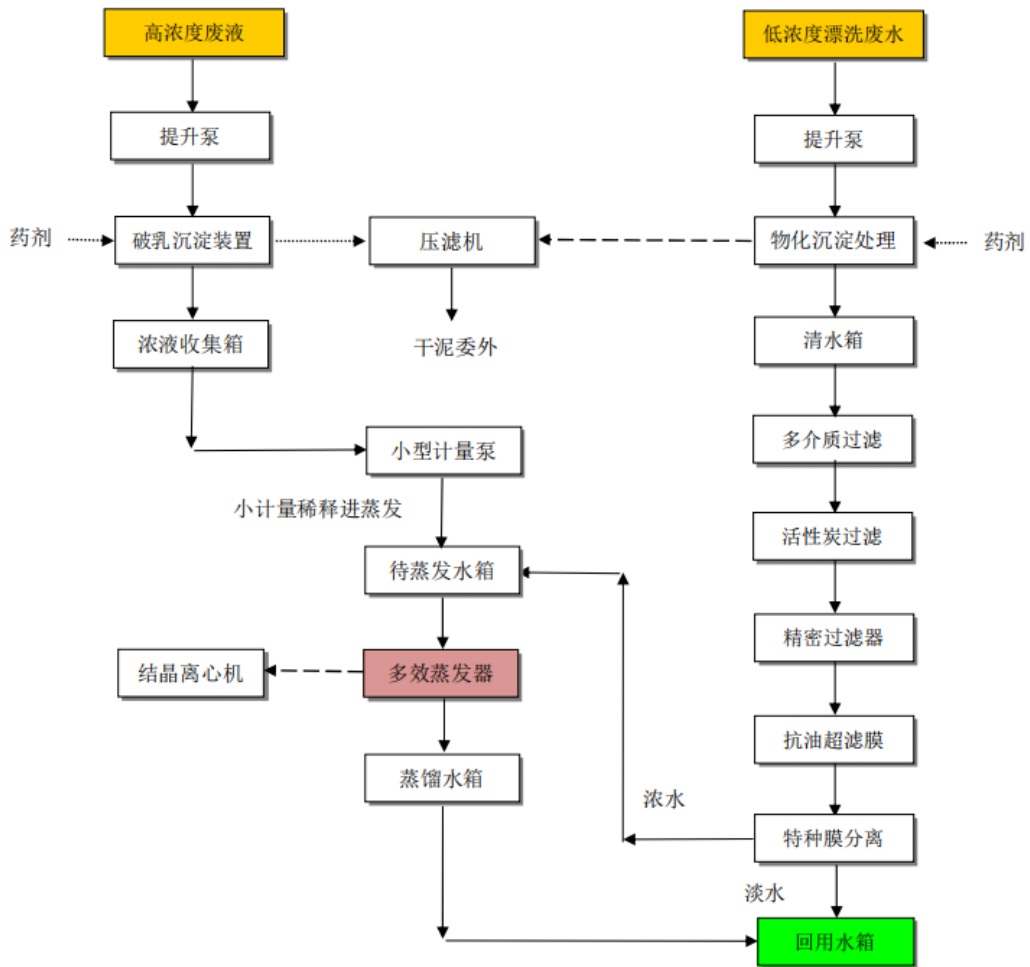 高浓度废液
低浓度漂洗废水
提升泵
提升泵
药剂
破乳沉淀装置
压滤机
物化沉淀处理
药剂
浓液收集箱
干泥委外
清水箱
小型计量泵
多介质过滤
小计量稀释进蒸发
活性炭过滤
待蒸发水箱
精密过滤器
结晶离心机
多效蒸发器
抗油超滤膜
蒸馏水箱
浓水
特种膜分离
淡水
回用水箱